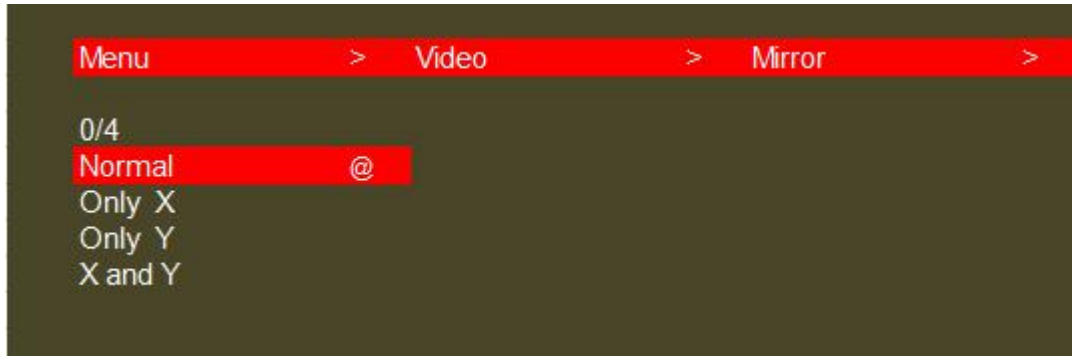 Menu > Video > Mirror >
0/4
Normal @
Only X
Only Y
X and Y